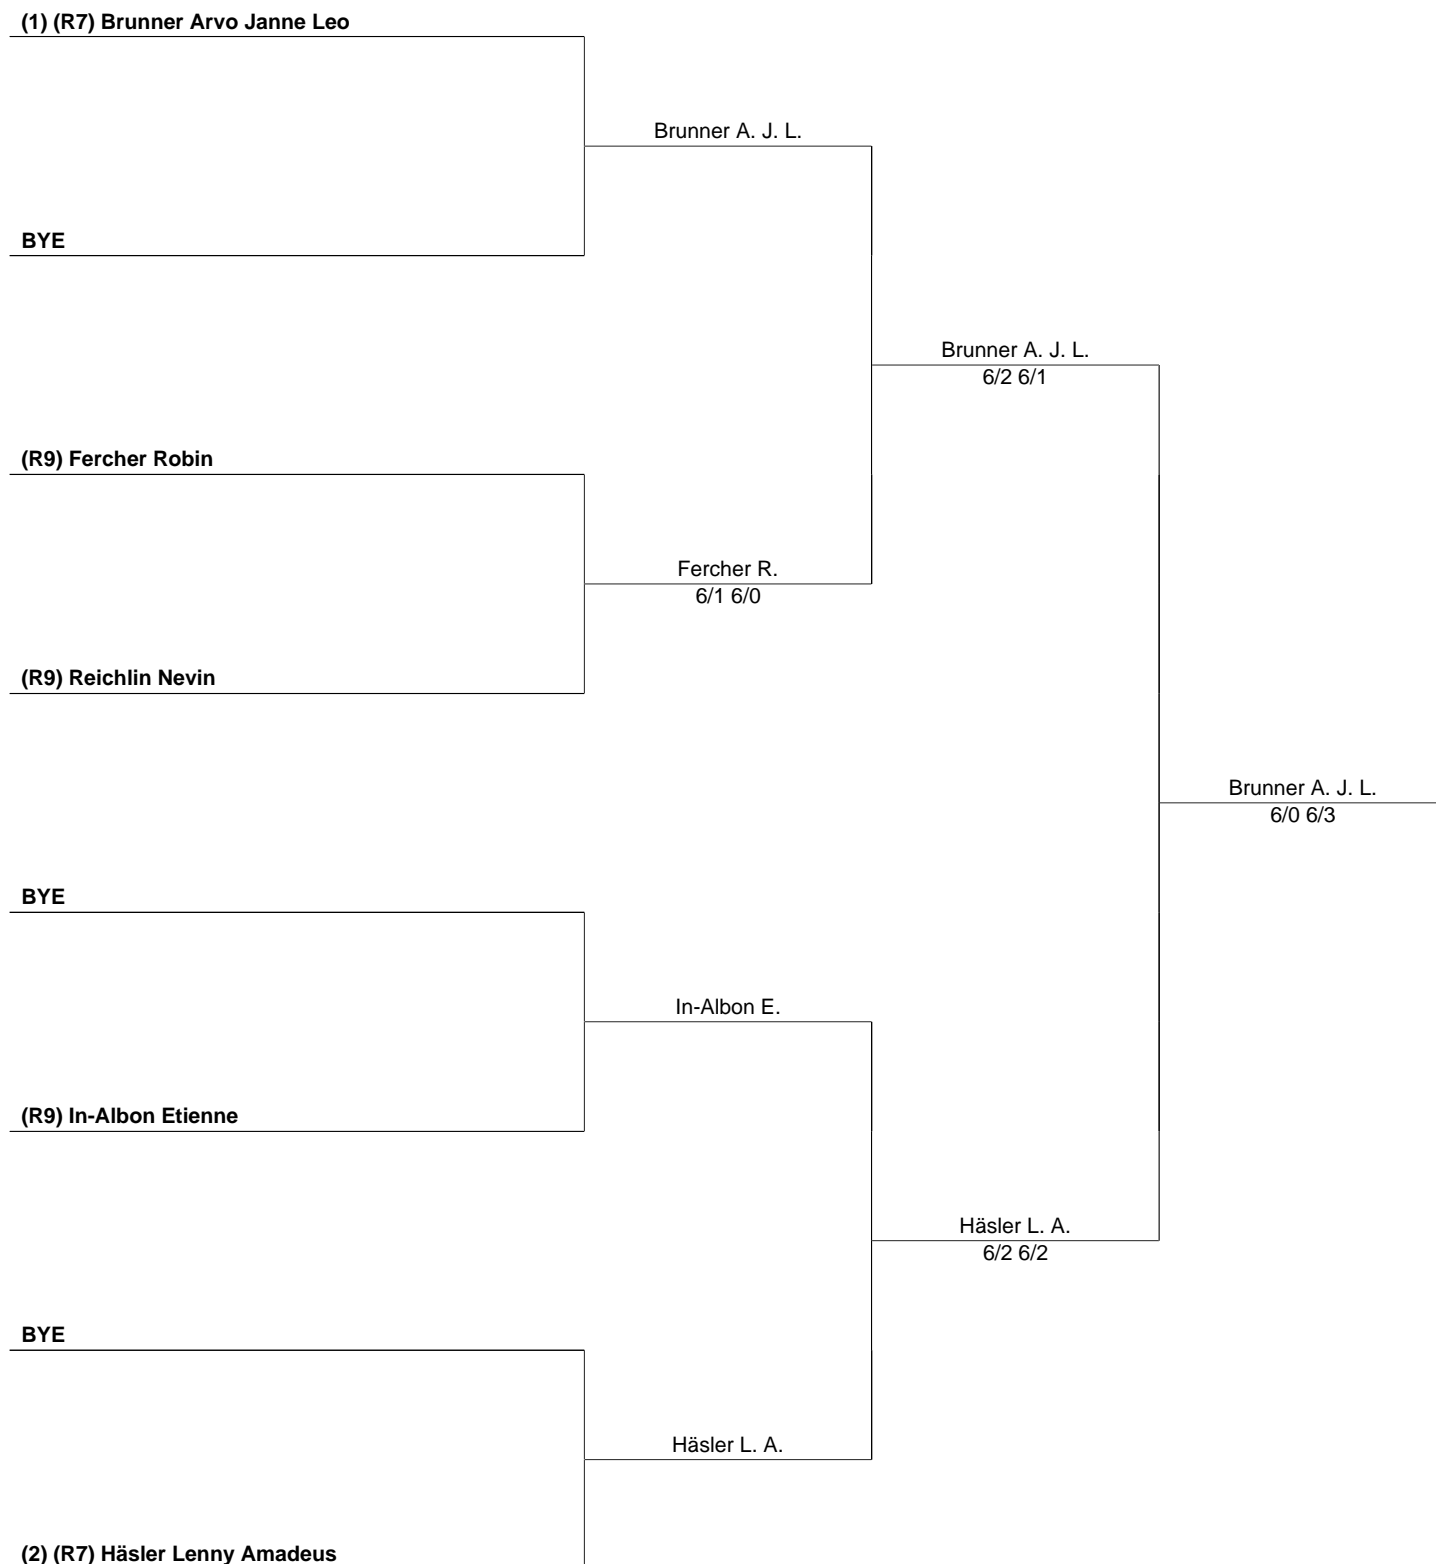 (1) (R7) Brunner Arvo Janne Leo
Brunner A. J. L.
BYE
Brunner A. J. L.
6/2 6/1
(R9) Fercher Robin
Fercher R.
6/1 6/0
(R9) Reichlin Nevin
Brunner A. J. L.
6/0 6/3
BYE
In-Albon E.
(R9) In-Albon Etienne
Häsler L. A.
6/2 6/2
BYE
Häsler L. A.
(2) (R7) Häsler Lenny Amadeus